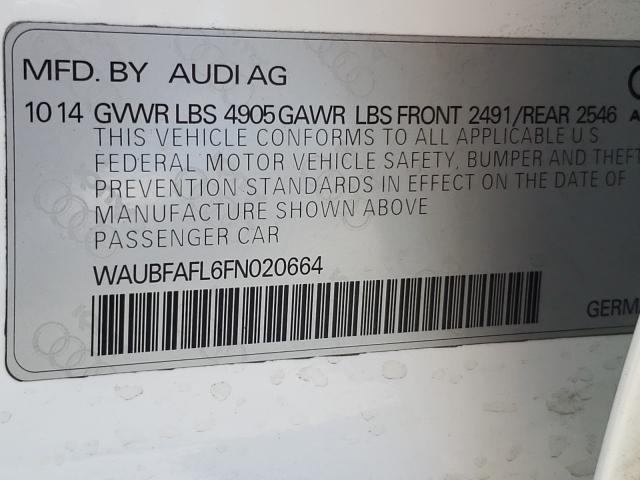 MFD. BY AUDI AG
10 14 GVWR LBS 4905 GAWR LBS FRONT 2491/REAR 2546
THIS VEHICLE CONFORMS TO ALL APPLICABLE U S
FEDERAL MOTOR VEHICLE SAFETY, BUMPER AND THEFT
PREVENTION STANDARDS IN EFFECT ON THE DATE OF
MANUFACTURE SHOWN ABOVE
PASSENGER CAR
WAUBFAFL6FN020664